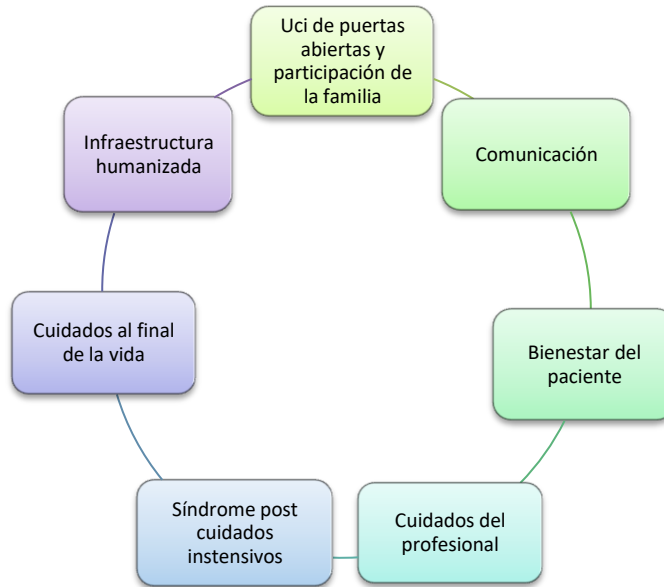 Uci de puertas
abiertas y
participación de
la familia
Comunicación
Bienestar del
paciente
Cuidados del
profesional
Síndrome post
cuidados
instensivos
Cuidados al final
de la vida
Infraestructura
humanizada